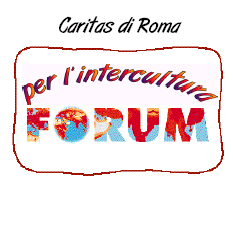 Caritas di Roma
per l'intercultura
FORUM